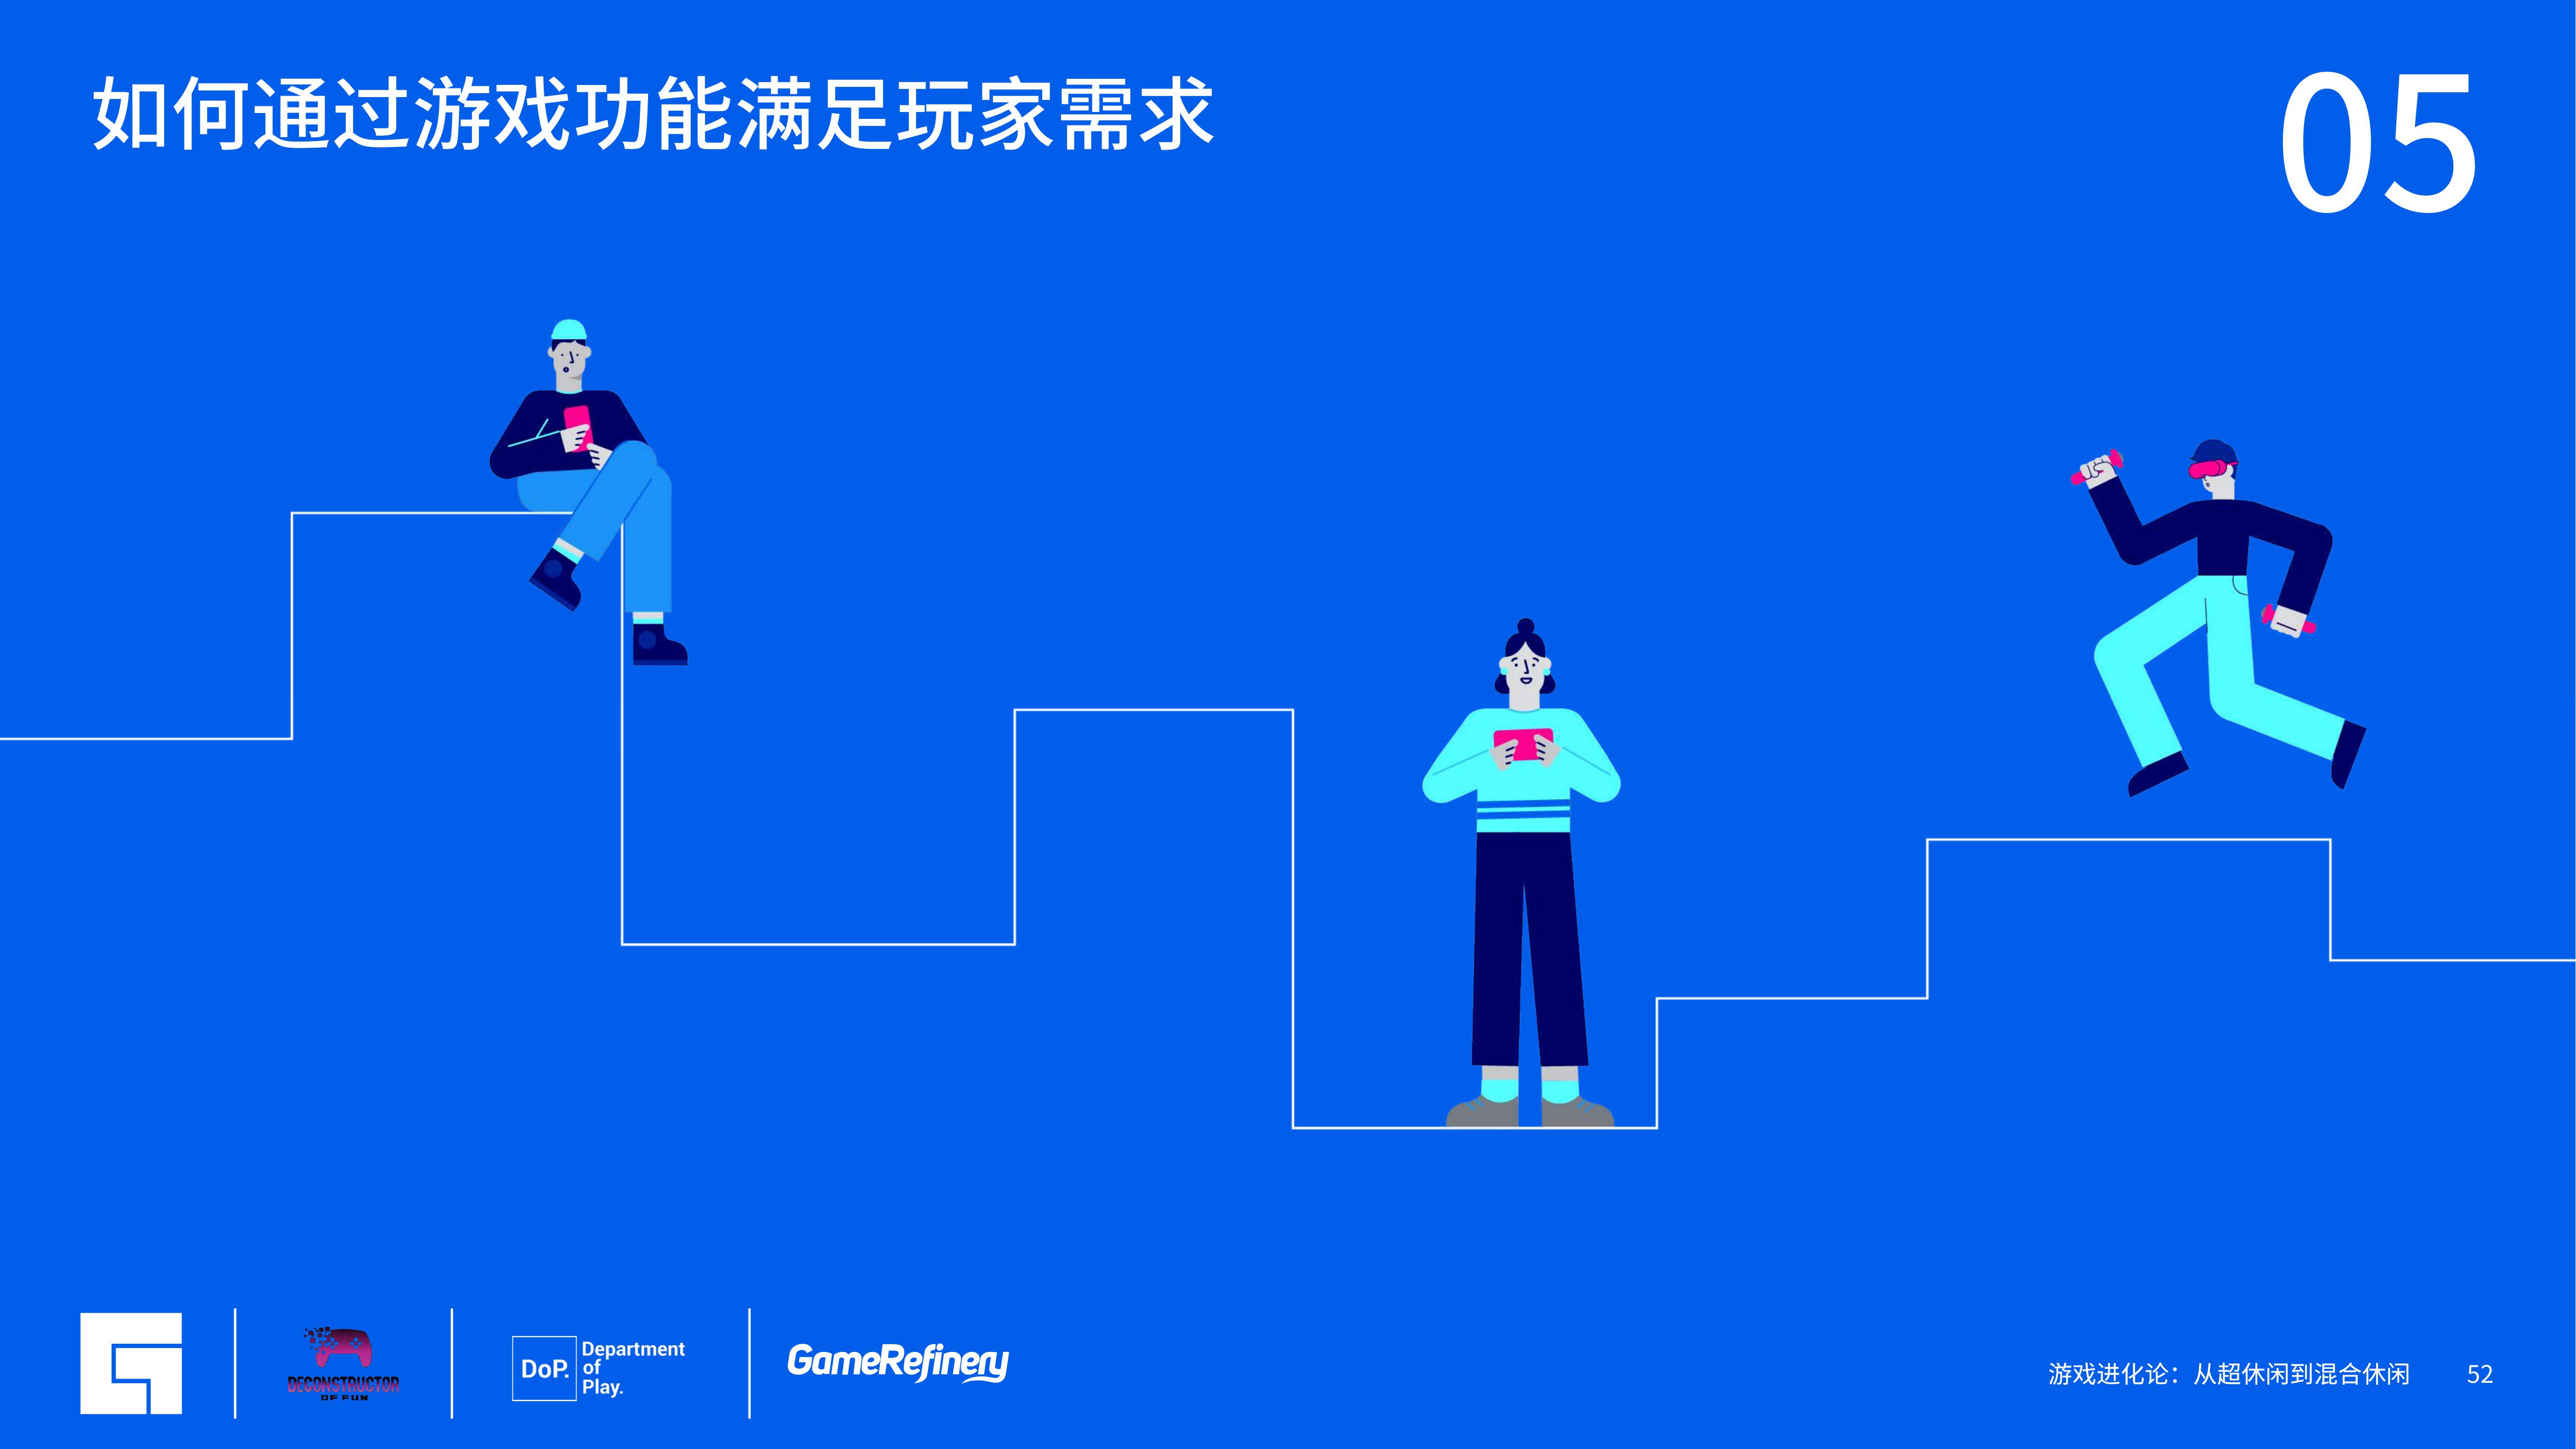 如何通过游戏功能满足玩家需求
05
DECONSTRUCTOR
OF FUN
DoP.
Department
of
Play.
GameRefinery
游戏进化论：从超休闲到混合休闲
52